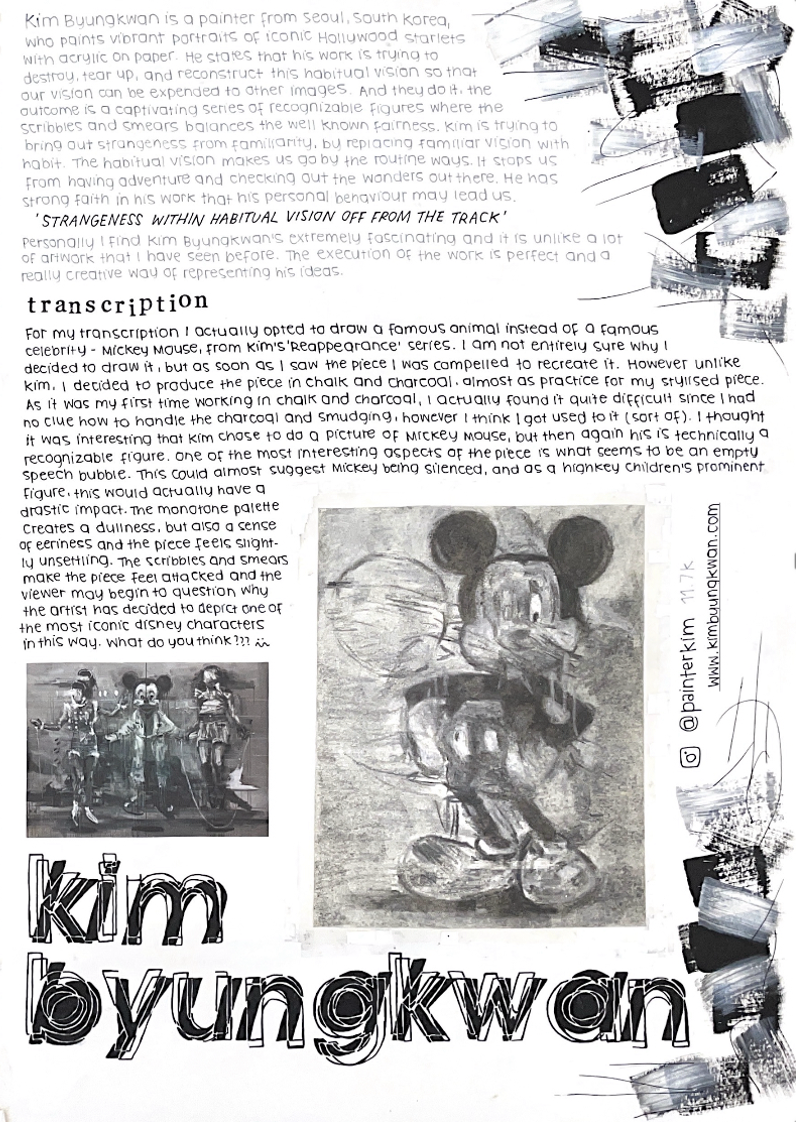 Kim Byungkwan is a painter from Seoul, South Korea,
who paints vibrant portraits of iconic Hollywood starlets
with acrylic on paper. He states that his work is trying to
destroy, tear up, and reconstruct this habitual vision so that
our vision can be expended to other images. And they do it. the
outcome is a captivating series of recognizable figures where the
scribbles and smears balances the well known fairness. Kim is trying to
bring out strangeness from familiarity, by replacing familiar vision with
habit. The habitual vision makes us go by the routine ways. It stops us
from having adventure and checking out the wonders out there. He has
strong faith in his work that his personal behaviour may lead us.
'STRANGENESS WITHIN HABITUAL VISION OFF FROM THE TRACK'
Personally I find Kim Byungkwan's extremely fascinating and it is unlike a lot
of artwork that I have seen before. The execution of the work is perfect and a
really creative way of representing his ideas.
transcription
For my transcription I actually opted to draw a famous animal instead of a famous
celebrity - Mickey Mouse, from Kim's 'Reappearance' series. I am not entirely sure why I
decided to draw it, but as soon as I saw the piece I was compelled to recreate it. However unlike
Kim, I decided to produce the piece in chalk and charcoal, almost as practice for my stylised piece.
As it was my first time working in chalk and charcoal, I actually found it quite difficult since I had
no clue how to handle the charcoal and smudging, however I think I got used to it (sort of). I thought
it was interesting that Kim chose to do a picture of Mickey Mouse, but then again his is technically a
recognizable figure. One of the most interesting aspects of the piece is what seems to be an empty
speech bubble. This could almost suggest Mickey being silenced, and as a highkey children's prominent
figure, this would actually have a
drastic impact. The monotone palette
creates a dullness, but also a sense
of eeriness and the piece feels slight-
ly unsettling. The scribbles and smears
make the piece feel attacked and the
viewer may begin to question why
the artist has decided to depict one of
the most iconic disney characters
in this way. What do you think???
@painterkim 11.7k
www.kimbyungkwan.com
kim
byungkwan